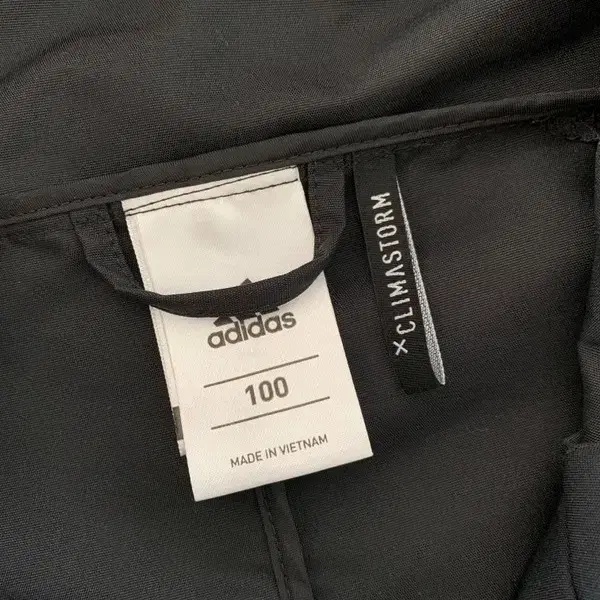 adidas
100
MADE IN VIETNAM
×CLIMASTORM